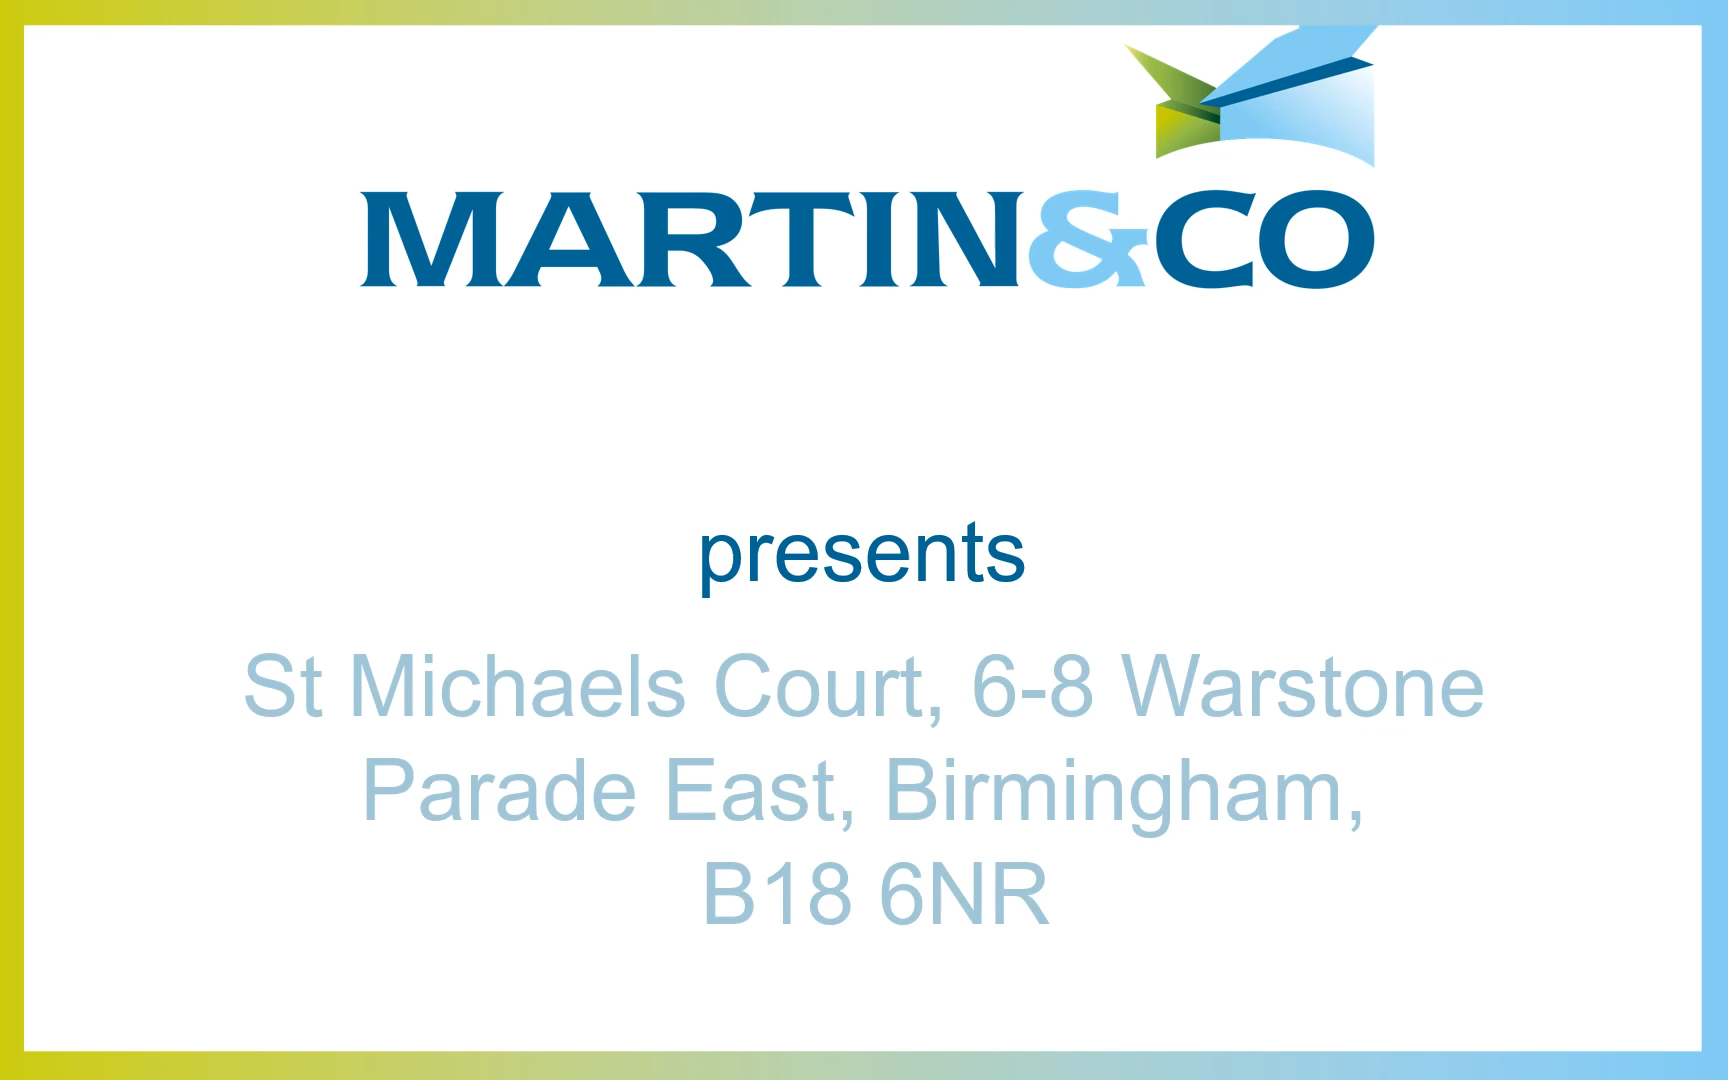 MARTIN&CO
presents
St Michaels Court, 6-8 Warstone
Parade East, Birmingham,
B18 6NR